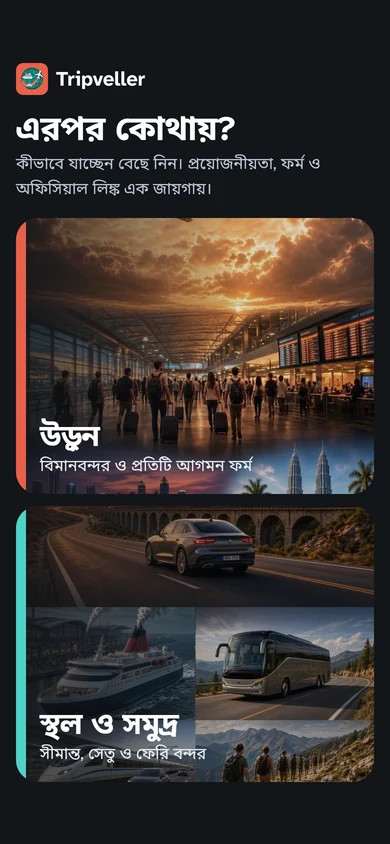 Tripveller
এরপর কোথায়?
কীভাবে যাচ্ছেন বেছে নিন। প্রয়োজনীয়তা, ফর্ম ও
অফিসিয়াল লিঙ্ক এক জায়গায়।
উড়ুন
বিমানবন্দর ও প্রতিটি আগমন ফর্ম
স্থল ও সমুদ্র
সীমান্ত, সেতু ও ফেরি বন্দর